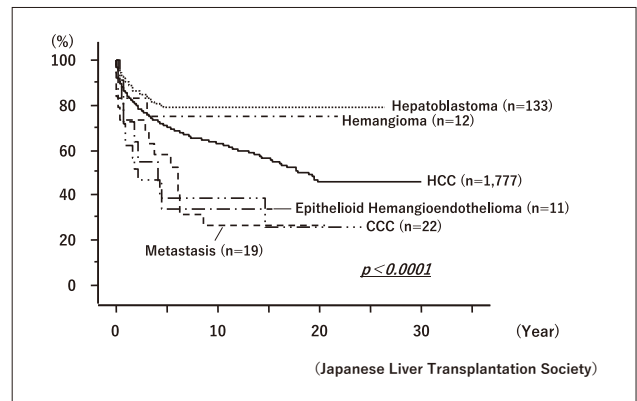 (%)
100
80
60
40
20
0
Hepatoblastoma (n=133)
Hemangioma (n=12)
HCC (n=1,777)
Epithelioid Hemangioendothelioma (n=11)
CCC (n=22)
Metastasis (n=19)
p<0.0001
0 10 20 30 (Year)
(Japanese Liver Transplantation Society)